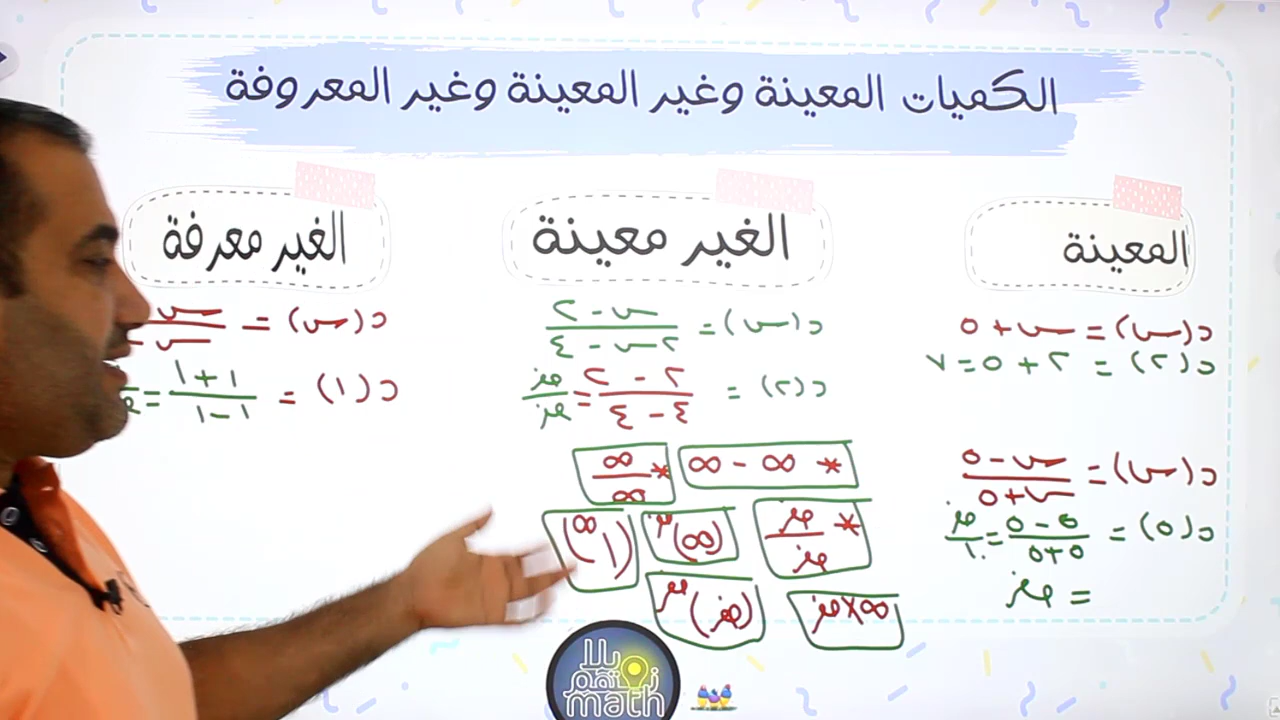 الكميات المعينة وغير المعينة وغير المعروفة
المعينة
د(س) = س + ٥
د(٢) = ٢ + ٥ = ٧
د(س) = (س - ٥)/(س + ٥)
د(٥) = (٥ - ٥)/(٥ + ٥) = صفر/١٠
= صفر
الغير معينة
د(س) = (س - ٢)/(٢س - ٤)
د(٢) = (٢ - ٢)/(٤ - ٤) = صفر/صفر
* ∞ - ∞
* ∞/∞
* صفر/صفر
(∞)^صفر
(١)^∞
∞ × صفر
(صفر)^صفر
الغير معرفة
د(س) =
د(١) = (١ + ١)/(١ - ١) =
يلا
نفهم
math